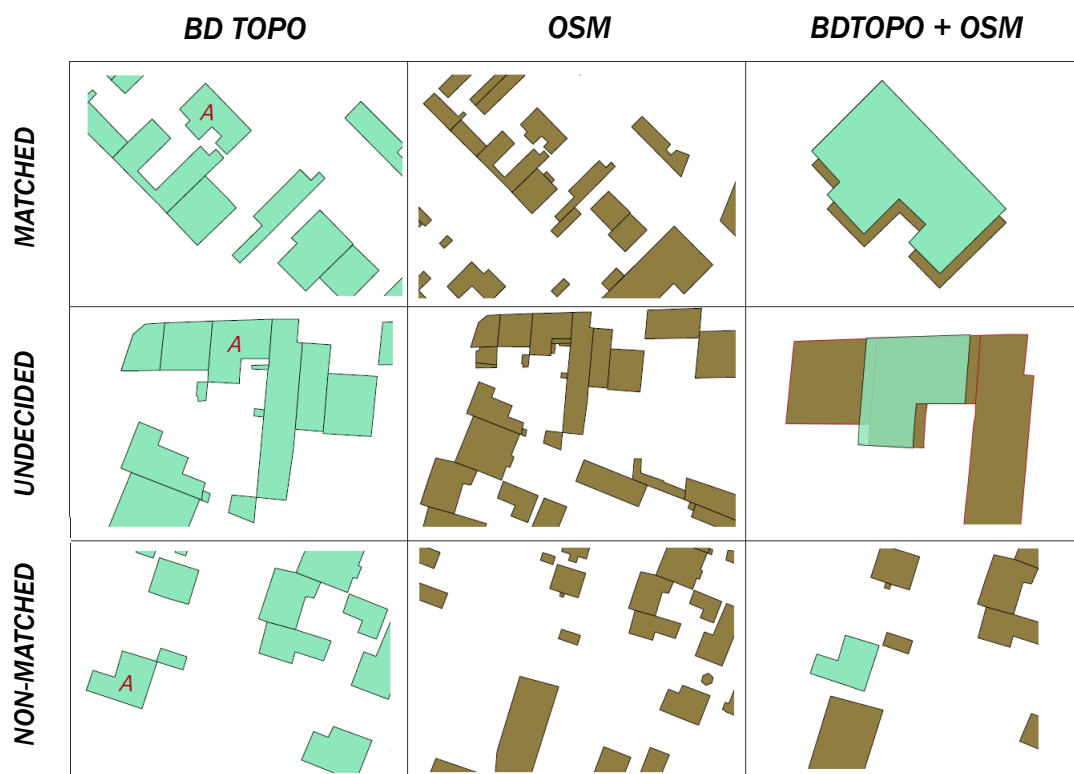 BD TOPO OSM BDTOPO + OSM
MATCHED
A
UNDECIDED
A
NON-MATCHED
A